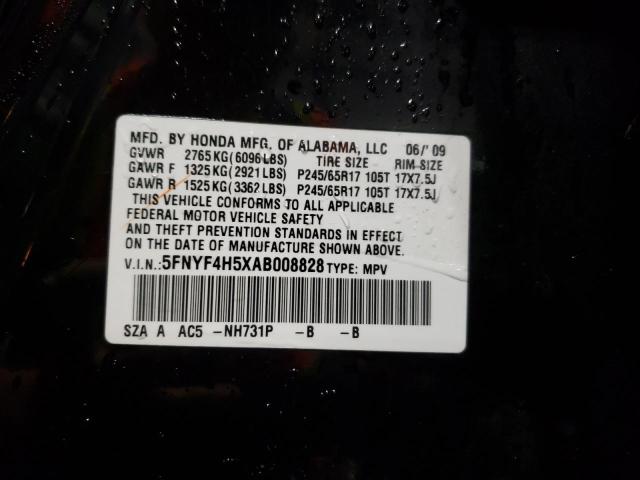 MFD. BY HONDA MFG. OF ALABAMA, LLC 06/'09
GVWR 2765KG(6096LBS) TIRE SIZE RIM SIZE
GAWR F 1325KG(2921LBS) P245/65R17 105T 17X7.5J
GAWR R 1525KG(3362LBS) P245/65R17 105T 17X7.5J
THIS VEHICLE CONFORMS TO ALL APPLICABLE
FEDERAL MOTOR VEHICLE SAFETY
AND THEFT PREVENTION STANDARDS IN EFFECT
ON THE DATE OF MANUFACTURE SHOWN ABOVE.
V.I.N.: 5FNYF4H5XAB008828 TYPE: MPV
SZA A AC5 -NH731P -B -B